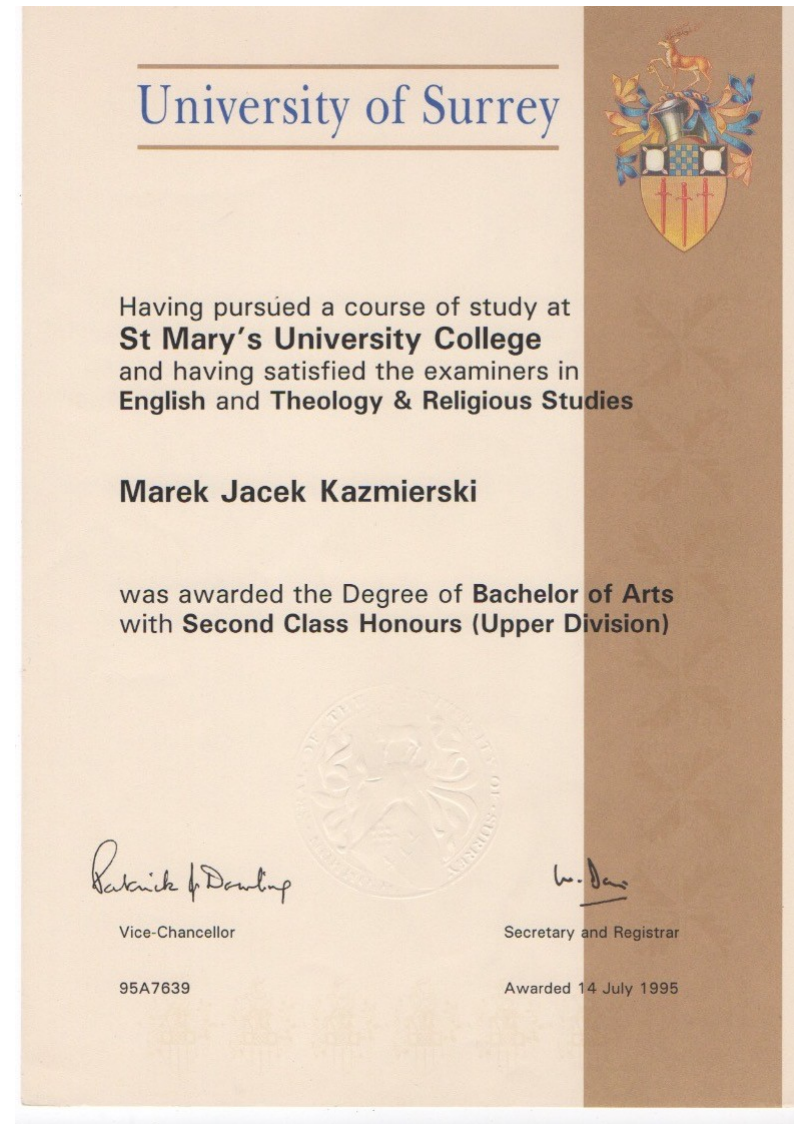 University of Surrey
Having pursued a course of study at
St Mary's University College
and having satisfied the examiners in
English and Theology & Religious Studies
Marek Jacek Kazmierski
was awarded the Degree of Bachelor of Arts
with Second Class Honours (Upper Division)
Patrick J Dowling
Vice-Chancellor
Secretary and Registrar
95A7639
Awarded 14 July 1995